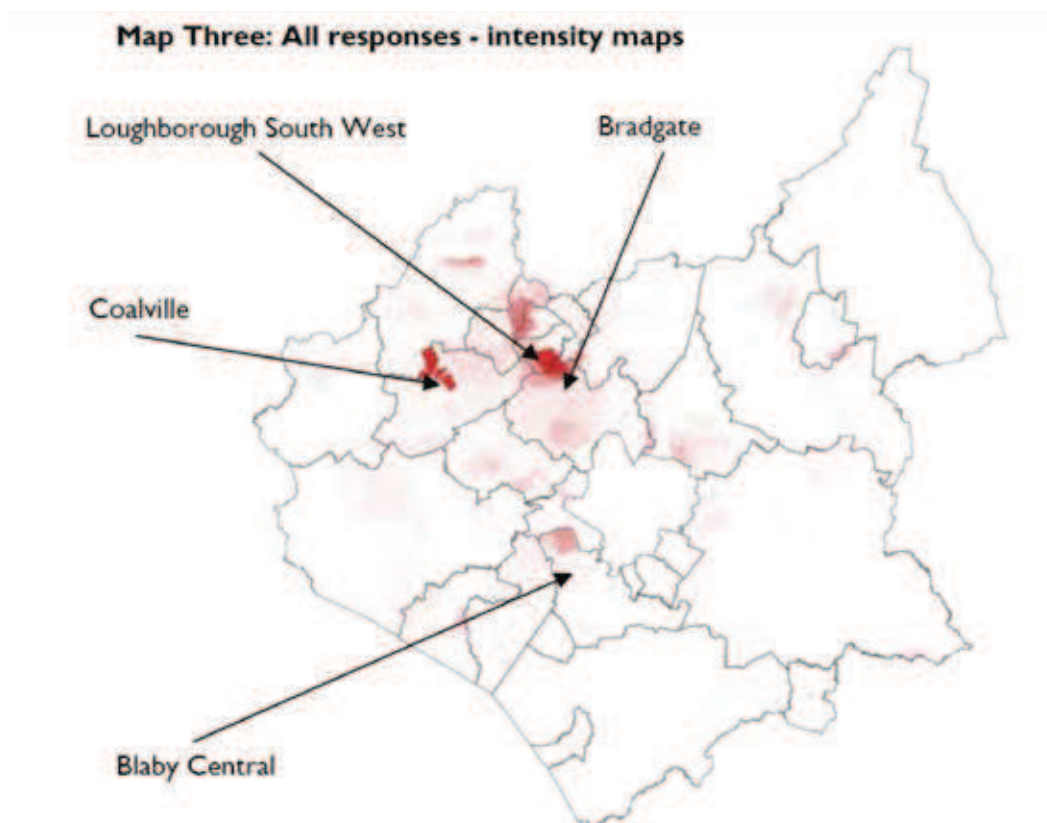 Map Three: All responses - intensity maps
Loughborough South West
Bradgate
Coalville
Blaby Central